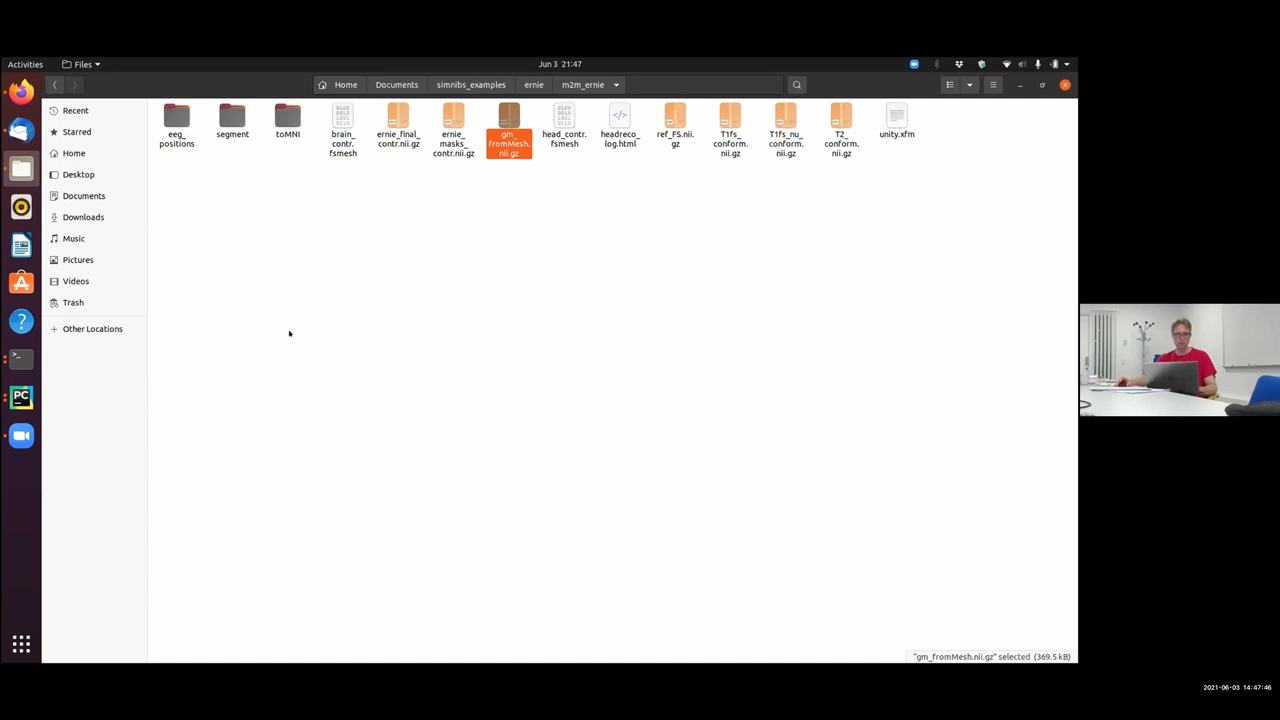 Activities
Files
Jun 3 21:47
Home
Documents
simnibs_examples
ernie
m2m_ernie
Recent
Starred
Home
Desktop
Documents
Downloads
Music
Pictures
Videos
Trash
+ Other Locations
eeg_
positions
segment
toMNI
brain_
contr.
fsmesh
ernie_final_
contr.nii.gz
ernie_
masks_
contr.nii.gz
gm_
fromMesh.
nii.gz
head_contr.
fsmesh
headreco_
log.html
ref_FS.nii.
gz
T1fs_
conform.
nii.gz
T1fs_nu_
conform.
nii.gz
T2_
conform.
nii.gz
unity.xfm
PC
"gm_fromMesh.nii.gz" selected (369.5 kB)
2021-06-03 14:47:46